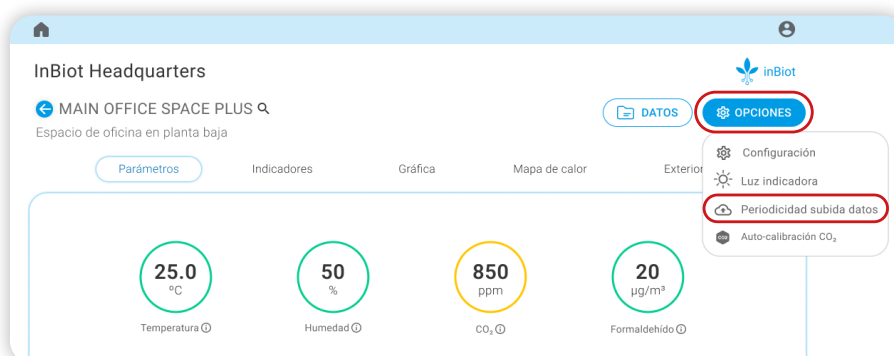 InBiot Headquarters
inBiot
MAIN OFFICE SPACE PLUS
DATOS
OPCIONES
Espacio de oficina en planta baja
Configuración
Luz indicadora
Periodicidad subida datos
Auto-calibración CO₂
CO2
Parámetros
Indicadores
Gráfica
Mapa de calor
Exterior
25.0
ºC
Temperatura
50
%
Humedad
850
ppm
CO₂
20
µg/m³
Formaldehído